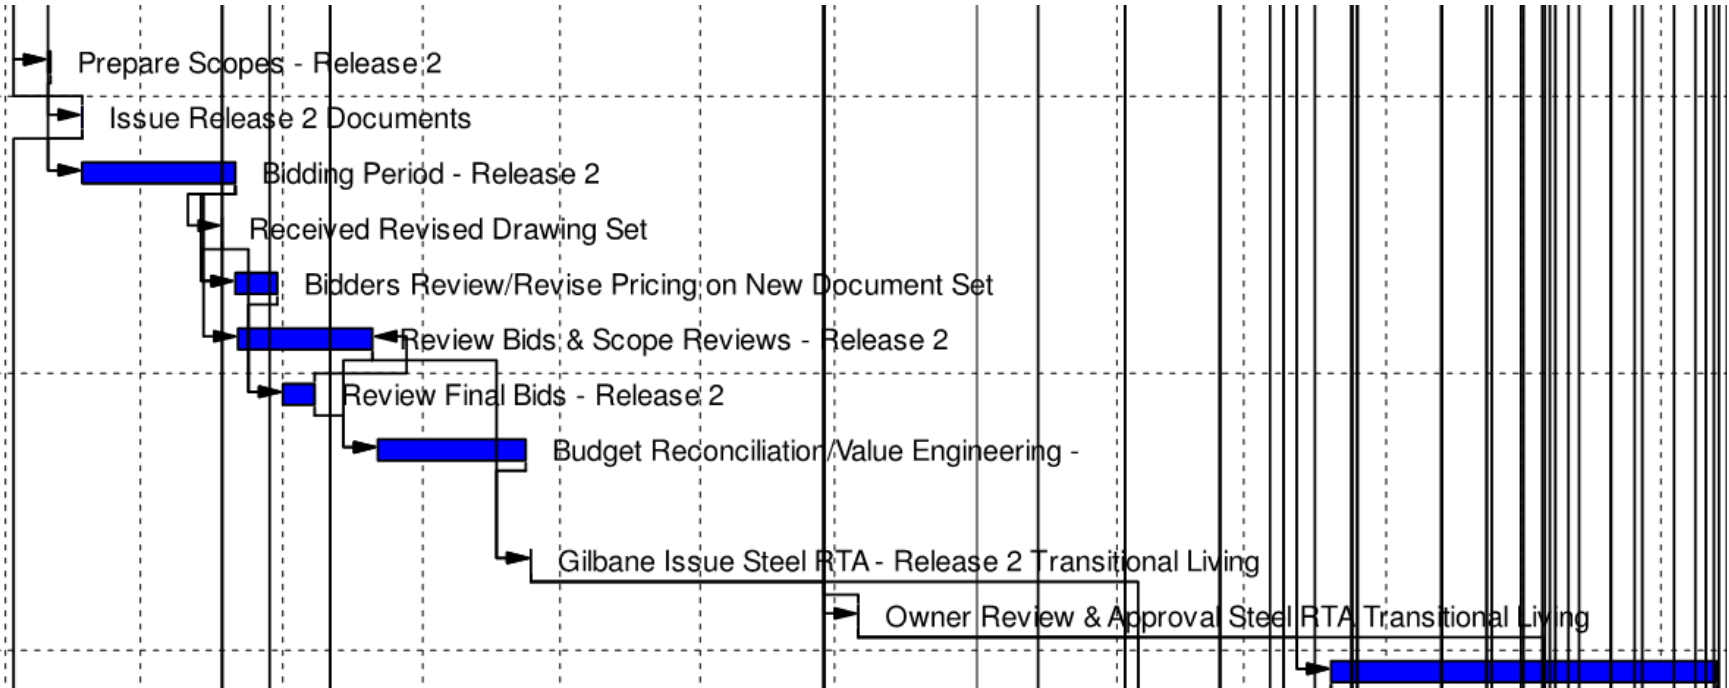 Prepare Scopes - Release 2
Issue Release 2 Documents
Bidding Period - Release 2
Received Revised Drawing Set
Bidders Review/Revise Pricing on New Document Set
Review Bids & Scope Reviews - Release 2
Review Final Bids - Release 2
Budget Reconciliation/Value Engineering -
Gilbane Issue Steel RTA - Release 2 Transitional Living
Owner Review & Approval Steel RTA Transitional Living